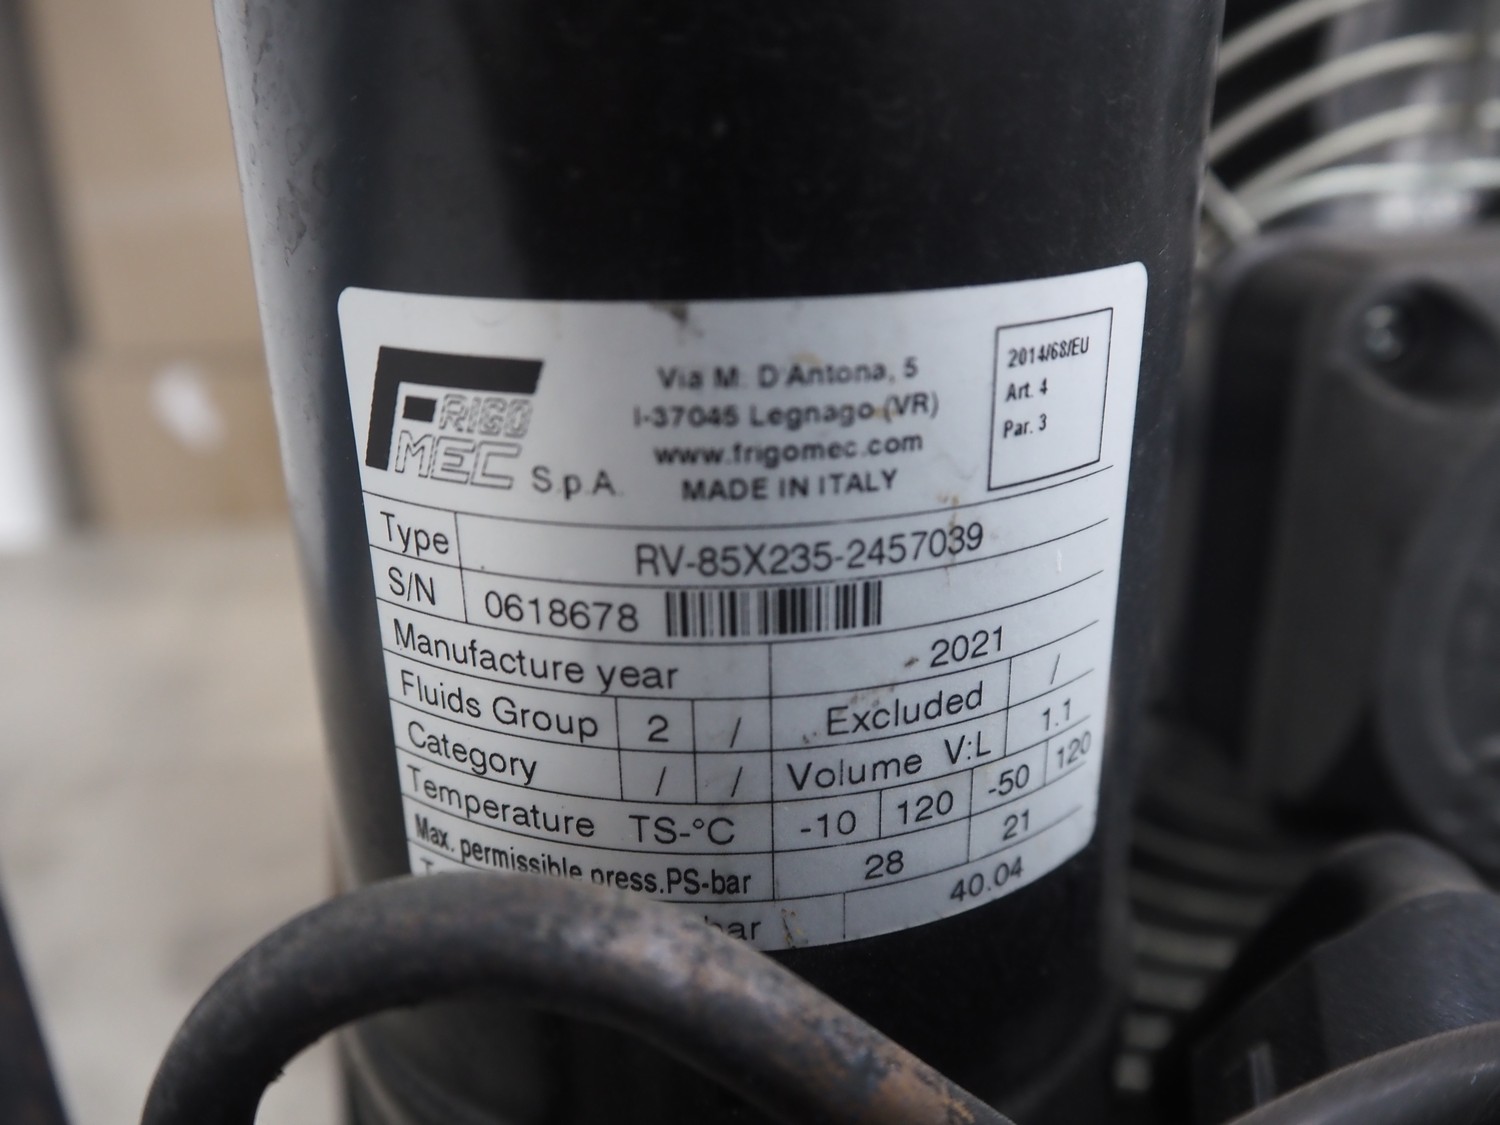 FRIGO
MEC S.p.A.
Via M. D'Antona, 5
I-37045 Legnago (VR)
www.frigomec.com
MADE IN ITALY
2014/68/EU
Art. 4
Par. 3
Type RV-85X235-2457039
S/N 0618678
Manufacture year 2021
Fluids Group 2 / Excluded /
Category / / Volume V:L 1.1
Temperature TS-°C -10 120 -50 120
Max. permissible press.PS-bar 28 21
bar 40.04